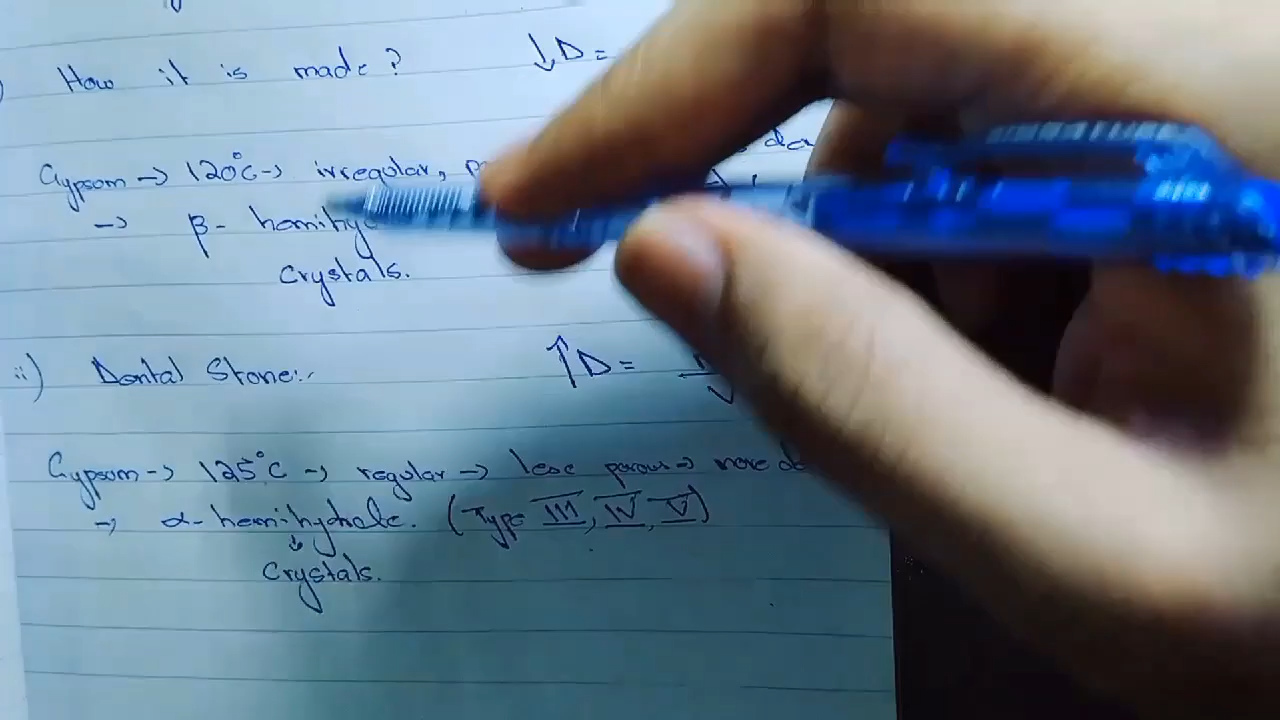 How it is made? ↓D =
Gypsum → 120°C → irregular,
→ β- hemihy
Crystals.
ii) Dental Stone:- ↑D =
V
Gypsum → 125°C → regular → less porous → more
→ α-hemihydrate. (Type III, IV, V)
↓
Crystals.